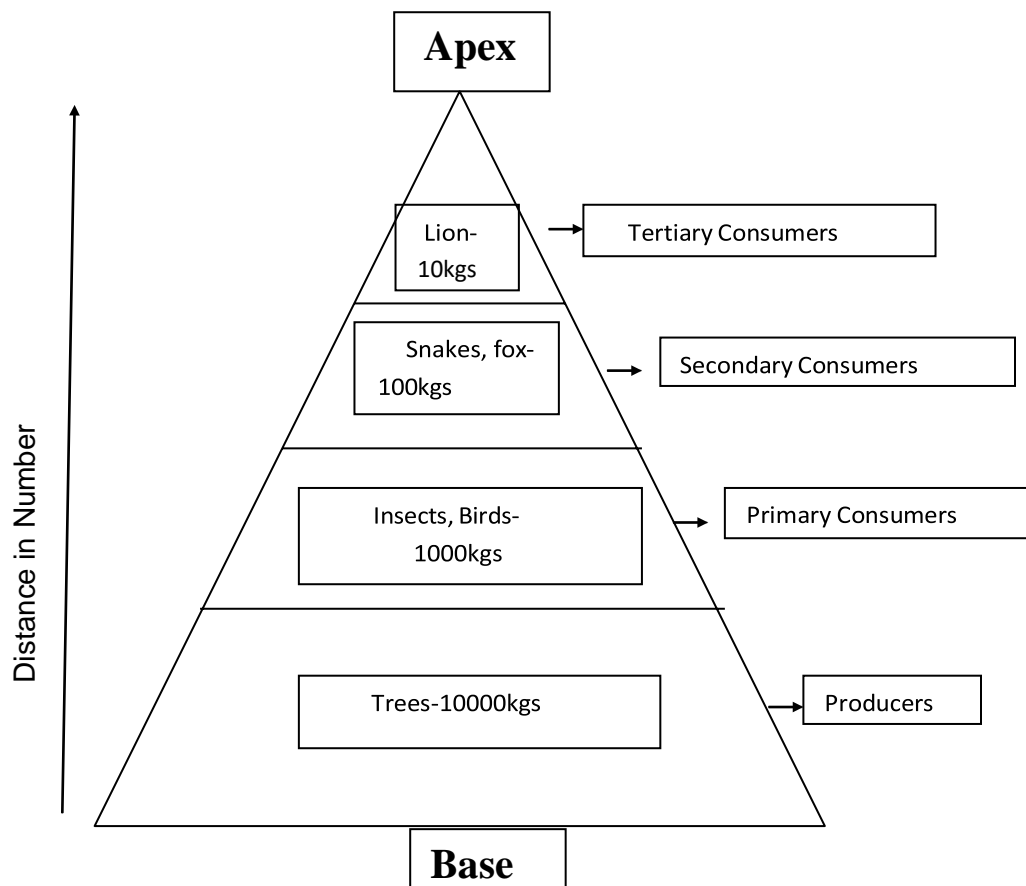 Apex
Lion-
10kgs
Tertiary Consumers
Snakes, fox-
100kgs
Secondary Consumers
Insects, Birds-
1000kgs
Primary Consumers
Distance in Number
Trees-10000kgs
Producers
Base